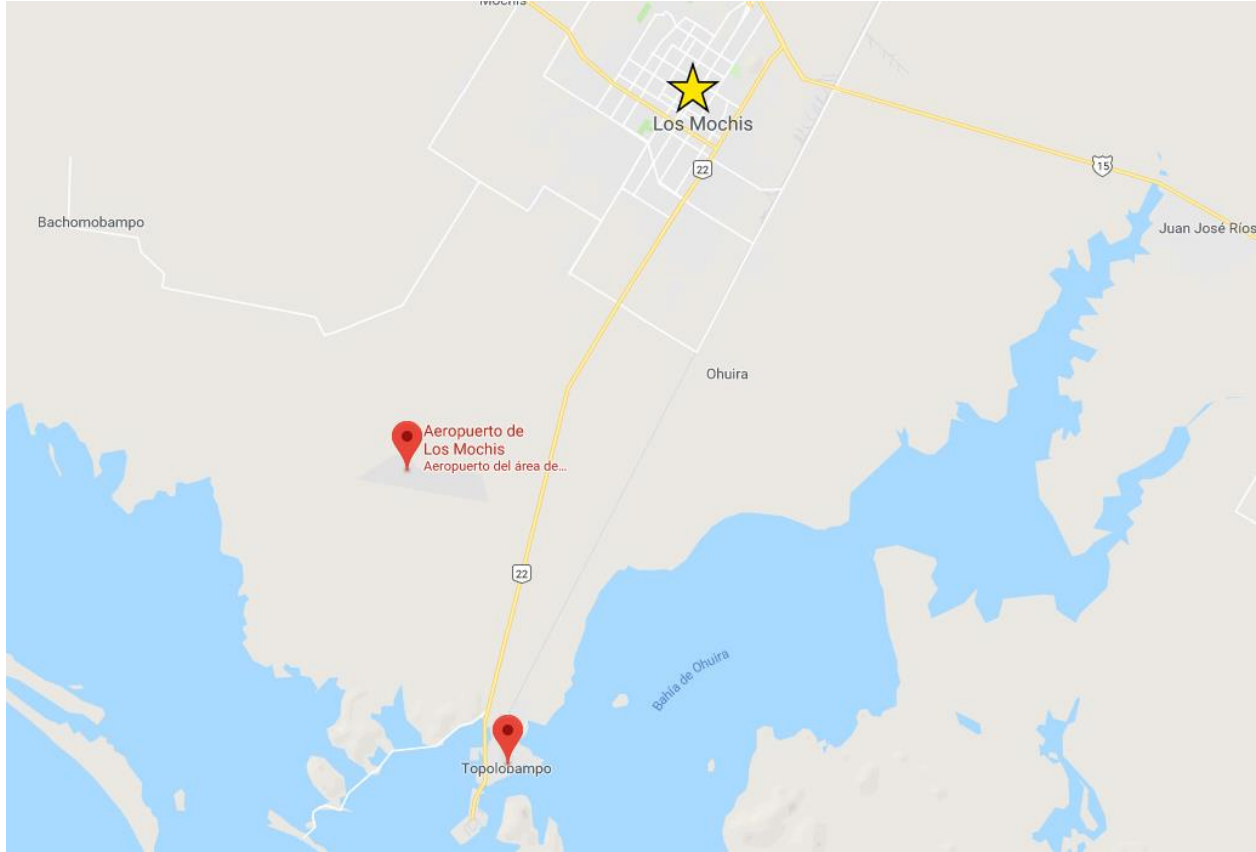 Mochis
Los Mochis
22
15
Bachomobampo
Juan José Ríos
Ohuira
Aeropuerto de
Los Mochis
Aeropuerto del área de...
22
Bahía de Ohuira
Topolobampo